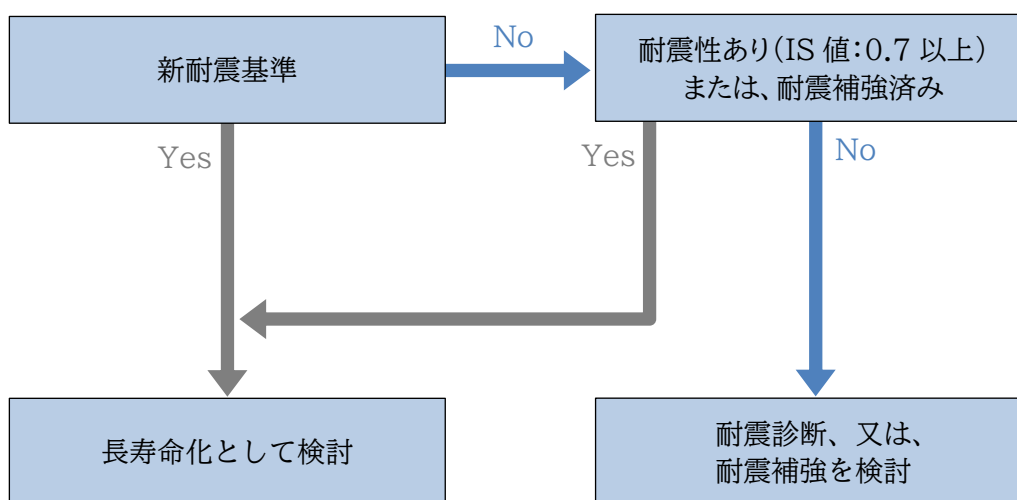 新耐震基準
No
耐震性あり(IS 値:0.7 以上)
または、耐震補強済み
Yes
Yes
No
長寿命化として検討
耐震診断、又は、
耐震補強を検討